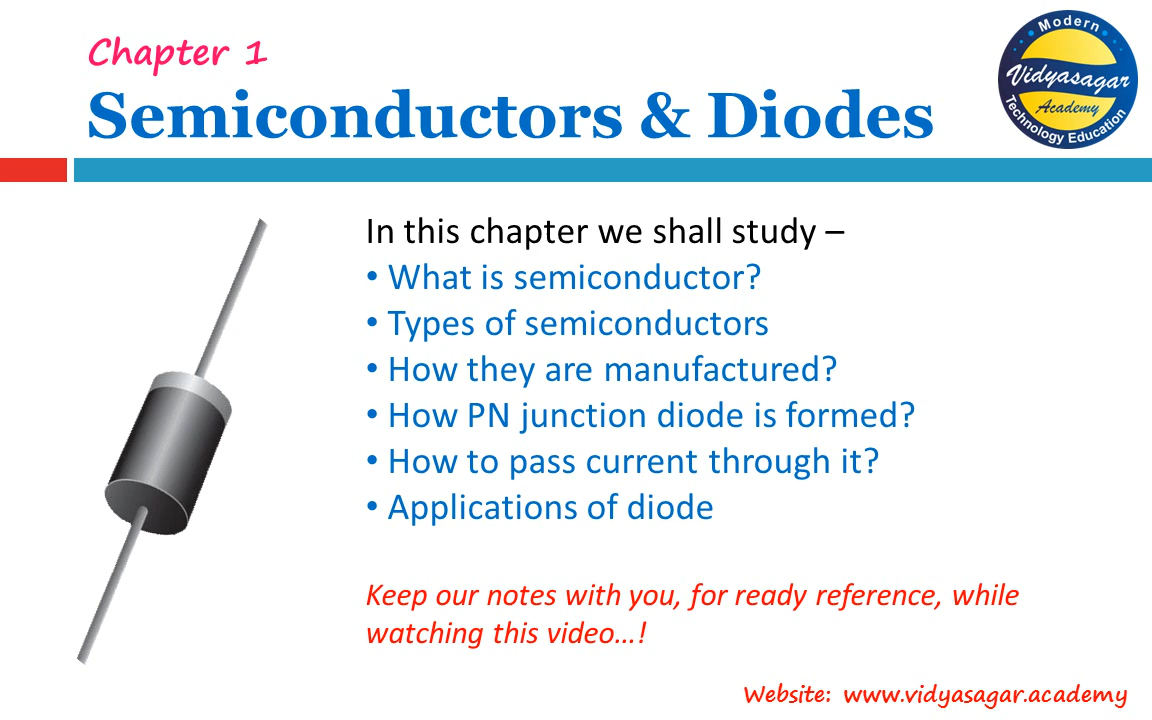 Chapter 1
Semiconductors & Diodes
Modern
Vidyasagar
Academy
Technology Education
In this chapter we shall study –
• What is semiconductor?
• Types of semiconductors
• How they are manufactured?
• How PN junction diode is formed?
• How to pass current through it?
• Applications of diode
Keep our notes with you, for ready reference, while
watching this video...!
Website: www.vidyasagar.academy